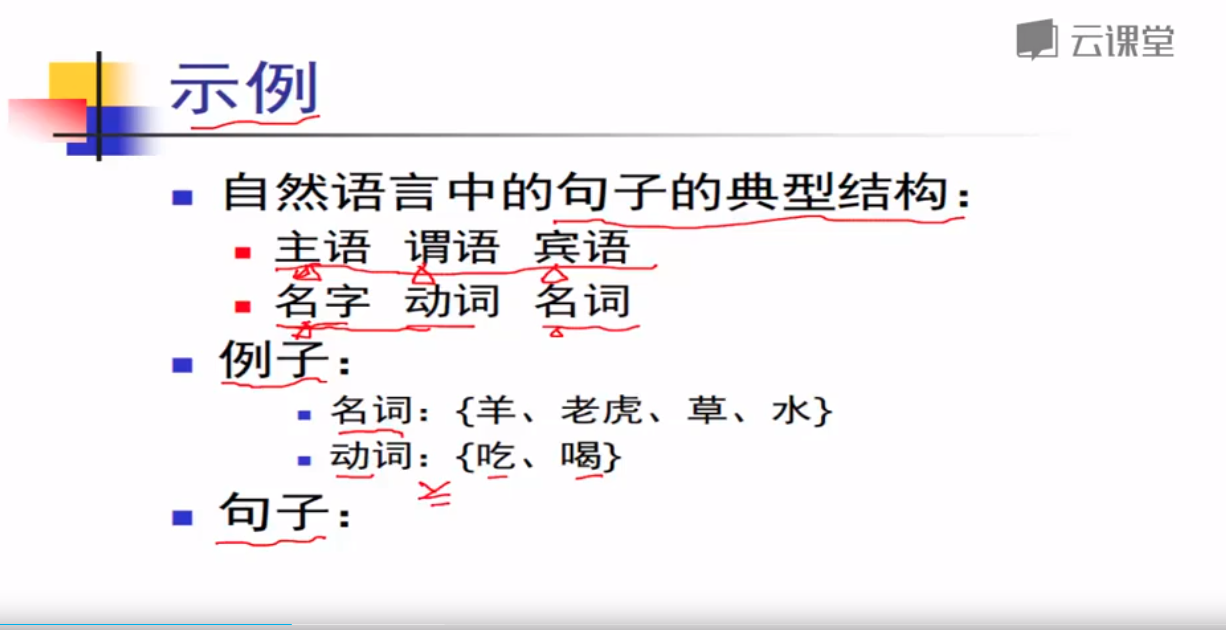 云课堂
示例
自然语言中的句子的典型结构：
主语 谓语 宾语
名字 动词 名词
例子：
名词：{羊、老虎、草、水}
动词：{吃、喝}
句子：